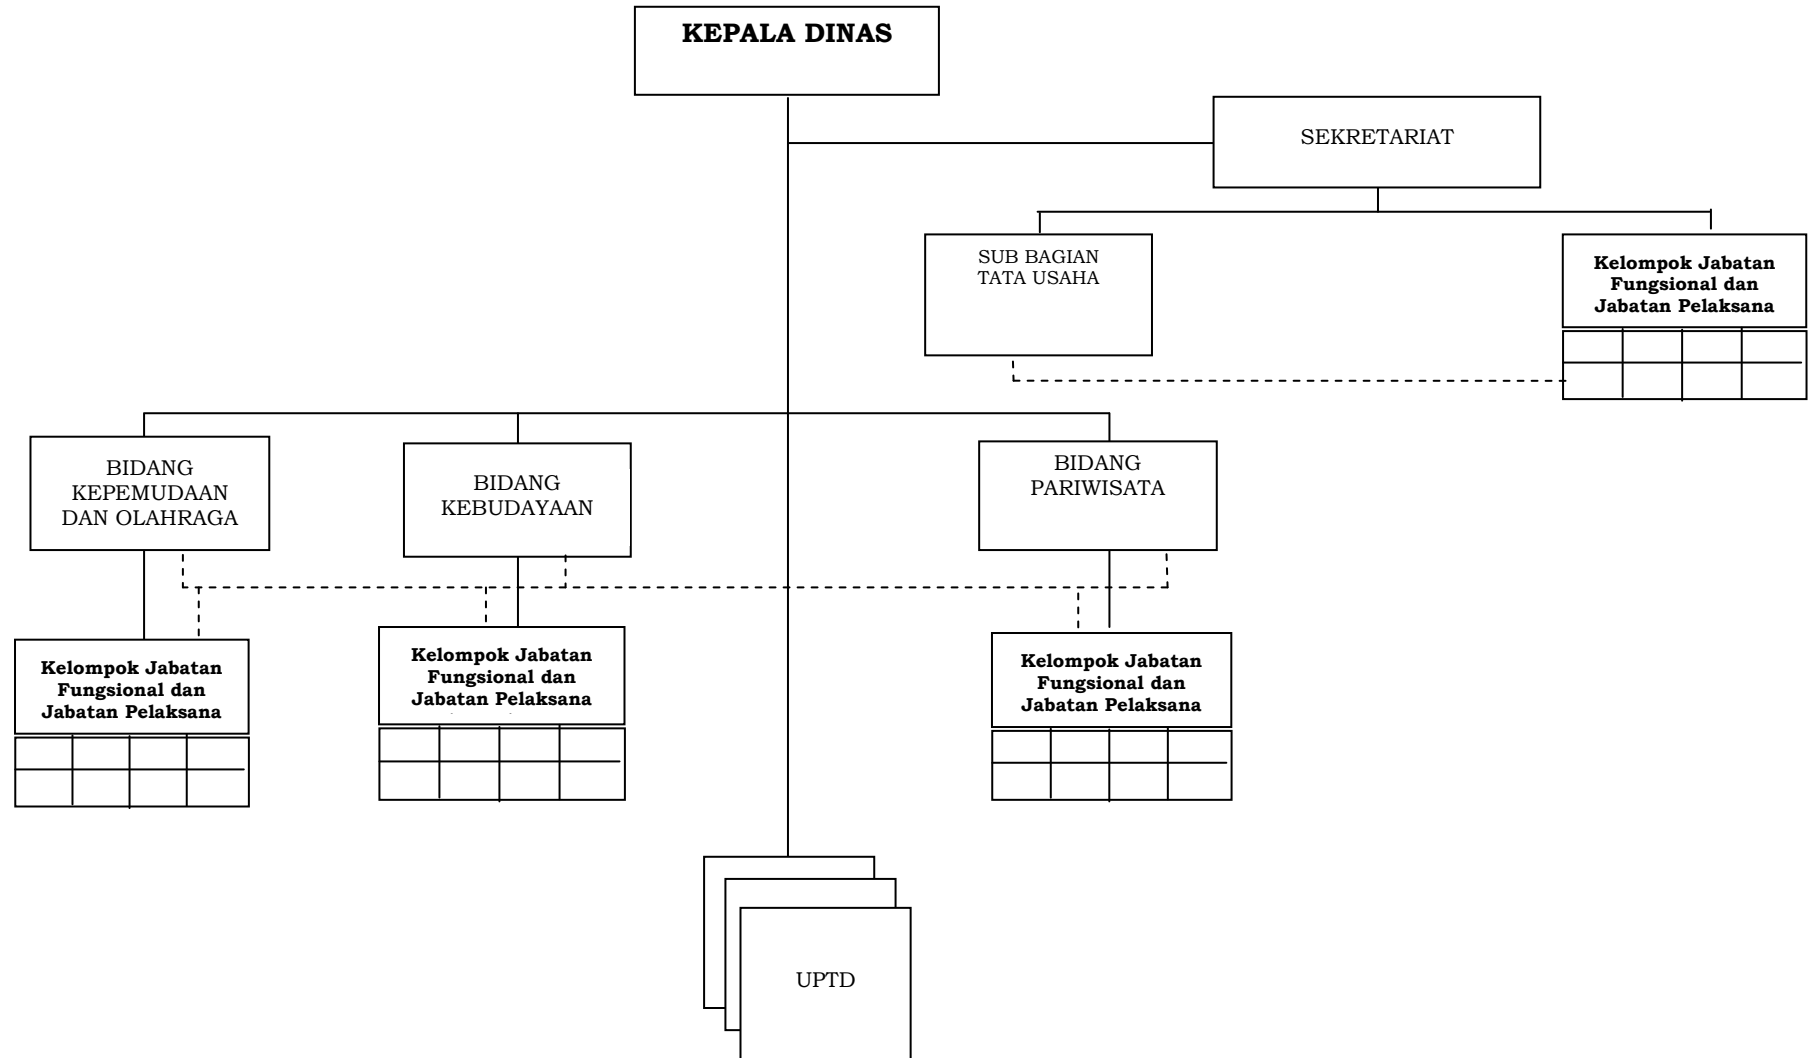 KEPALA DINAS
SEKRETARIAT
SUB BAGIAN
TATA USAHA
Kelompok Jabatan
Fungsional dan
Jabatan Pelaksana
BIDANG
KEPEMUDAAN
DAN OLAHRAGA
BIDANG
KEBUDAYAAN
BIDANG
PARIWISATA
Kelompok Jabatan
Fungsional dan
Jabatan Pelaksana
Kelompok Jabatan
Fungsional dan
Jabatan Pelaksana
Kelompok Jabatan
Fungsional dan
Jabatan Pelaksana
UPTD